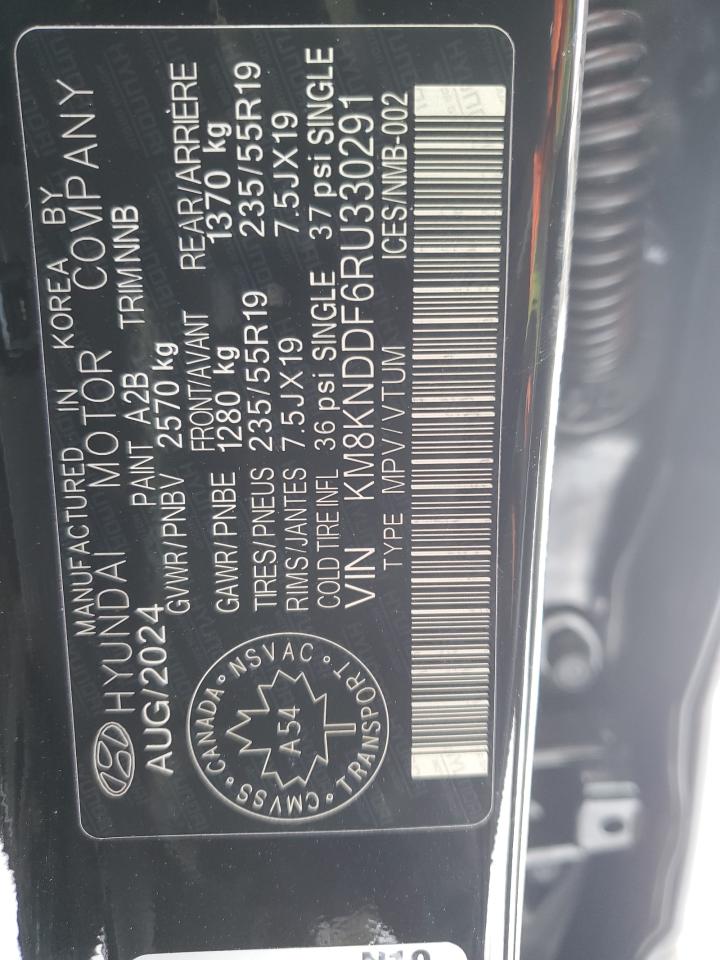 MANUFACTURED IN KOREA BY
HYUNDAI MOTOR COMPANY
AUG/2024 PAINT A2B TRIM NNB
GVWR/PNBV 2570 kg
FRONT/AVANT REAR/ARRIÈRE
GAWR/PNBE 1280 kg 1370 kg
TIRES/PNEUS 235/55R19 235/55R19
RIMS/JANTES 7.5JX19 7.5JX19
COLD TIRE INFL 36 psi SINGLE 37 psi SINGLE
VIN KM8KNDDF6RU330291
TYPE MPV/VTUM ICES/NMB-002
CANADA · NSVAC · TRANSPORT · CMVSS ·
A54
N19